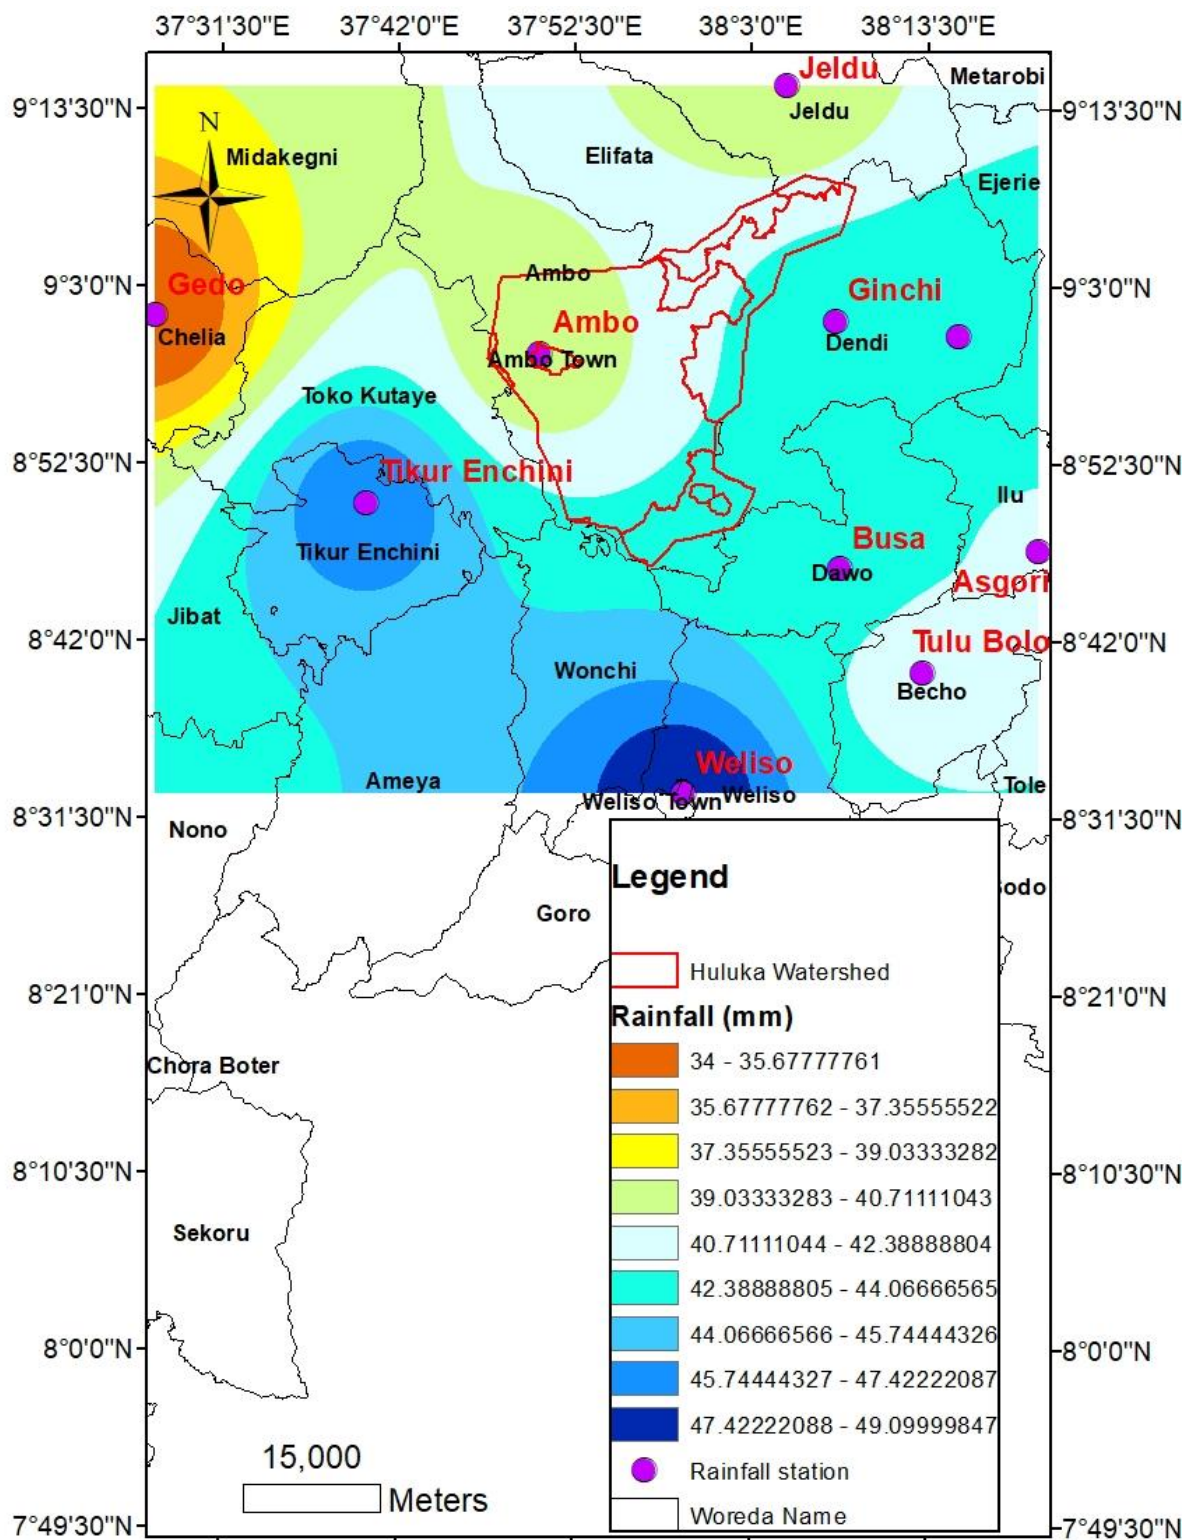 37°31'30"E 37°42'0"E 37°52'30"E 38°3'0"E 38°13'30"E
Jeldu
Metarobi
9°13'30"N
9°13'30"N
Jeldu
N
Midakegni
Elifata
Ejerie
Ambo
9°3'0"N
9°3'0"N
Gedo
Ginchi
Ambo
Chelia
Dendi
Ambo Town
Toko Kutaye
8°52'30"N
8°52'30"N
Tikur Enchini
Ilu
Busa
Tikur Enchini
Dawo
Asgori
Jibat
8°42'0"N
8°42'0"N
Tulu Bolo
Wonchi
Becho
Weliso
Ameya
Tole
Weliso Town
Weliso
8°31'30"N
8°31'30"N
Nono
Legend
odo
Goro
Huluka Watershed
8°21'0"N
8°21'0"N
Rainfall (mm)
34 - 35.67777761
Chora Boter
35.67777762 - 37.35555522
37.35555523 - 39.03333282
8°10'30"N
8°10'30"N
39.03333283 - 40.71111043
Sekoru
40.71111044 - 42.38888804
42.38888805 - 44.06666565
44.06666566 - 45.74444326
8°0'0"N
8°0'0"N
45.74444327 - 47.42222087
47.42222088 - 49.09999847
15,000
Rainfall station
Meters
Woreda Name
7°49'30"N
7°49'30"N